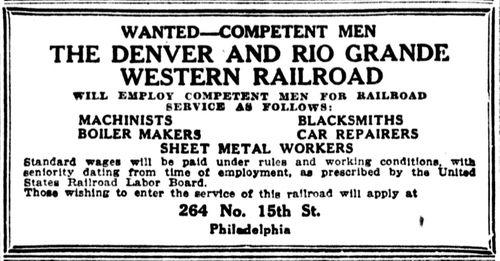 WANTED—COMPETENT MEN
THE DENVER AND RIO GRANDE
WESTERN RAILROAD
WILL EMPLOY COMPETENT MEN FOR RAILROAD
SERVICE AS FOLLOWS:
MACHINISTS BLACKSMITHS
BOILER MAKERS CAR REPAIRERS
SHEET METAL WORKERS
Standard wages will be paid under rules and working conditions, with
seniority dating from time of employment, as prescribed by the United
States Railroad Labor Board.
Those wishing to enter the service of this railroad will apply at
264 No. 15th St.
Philadelphia